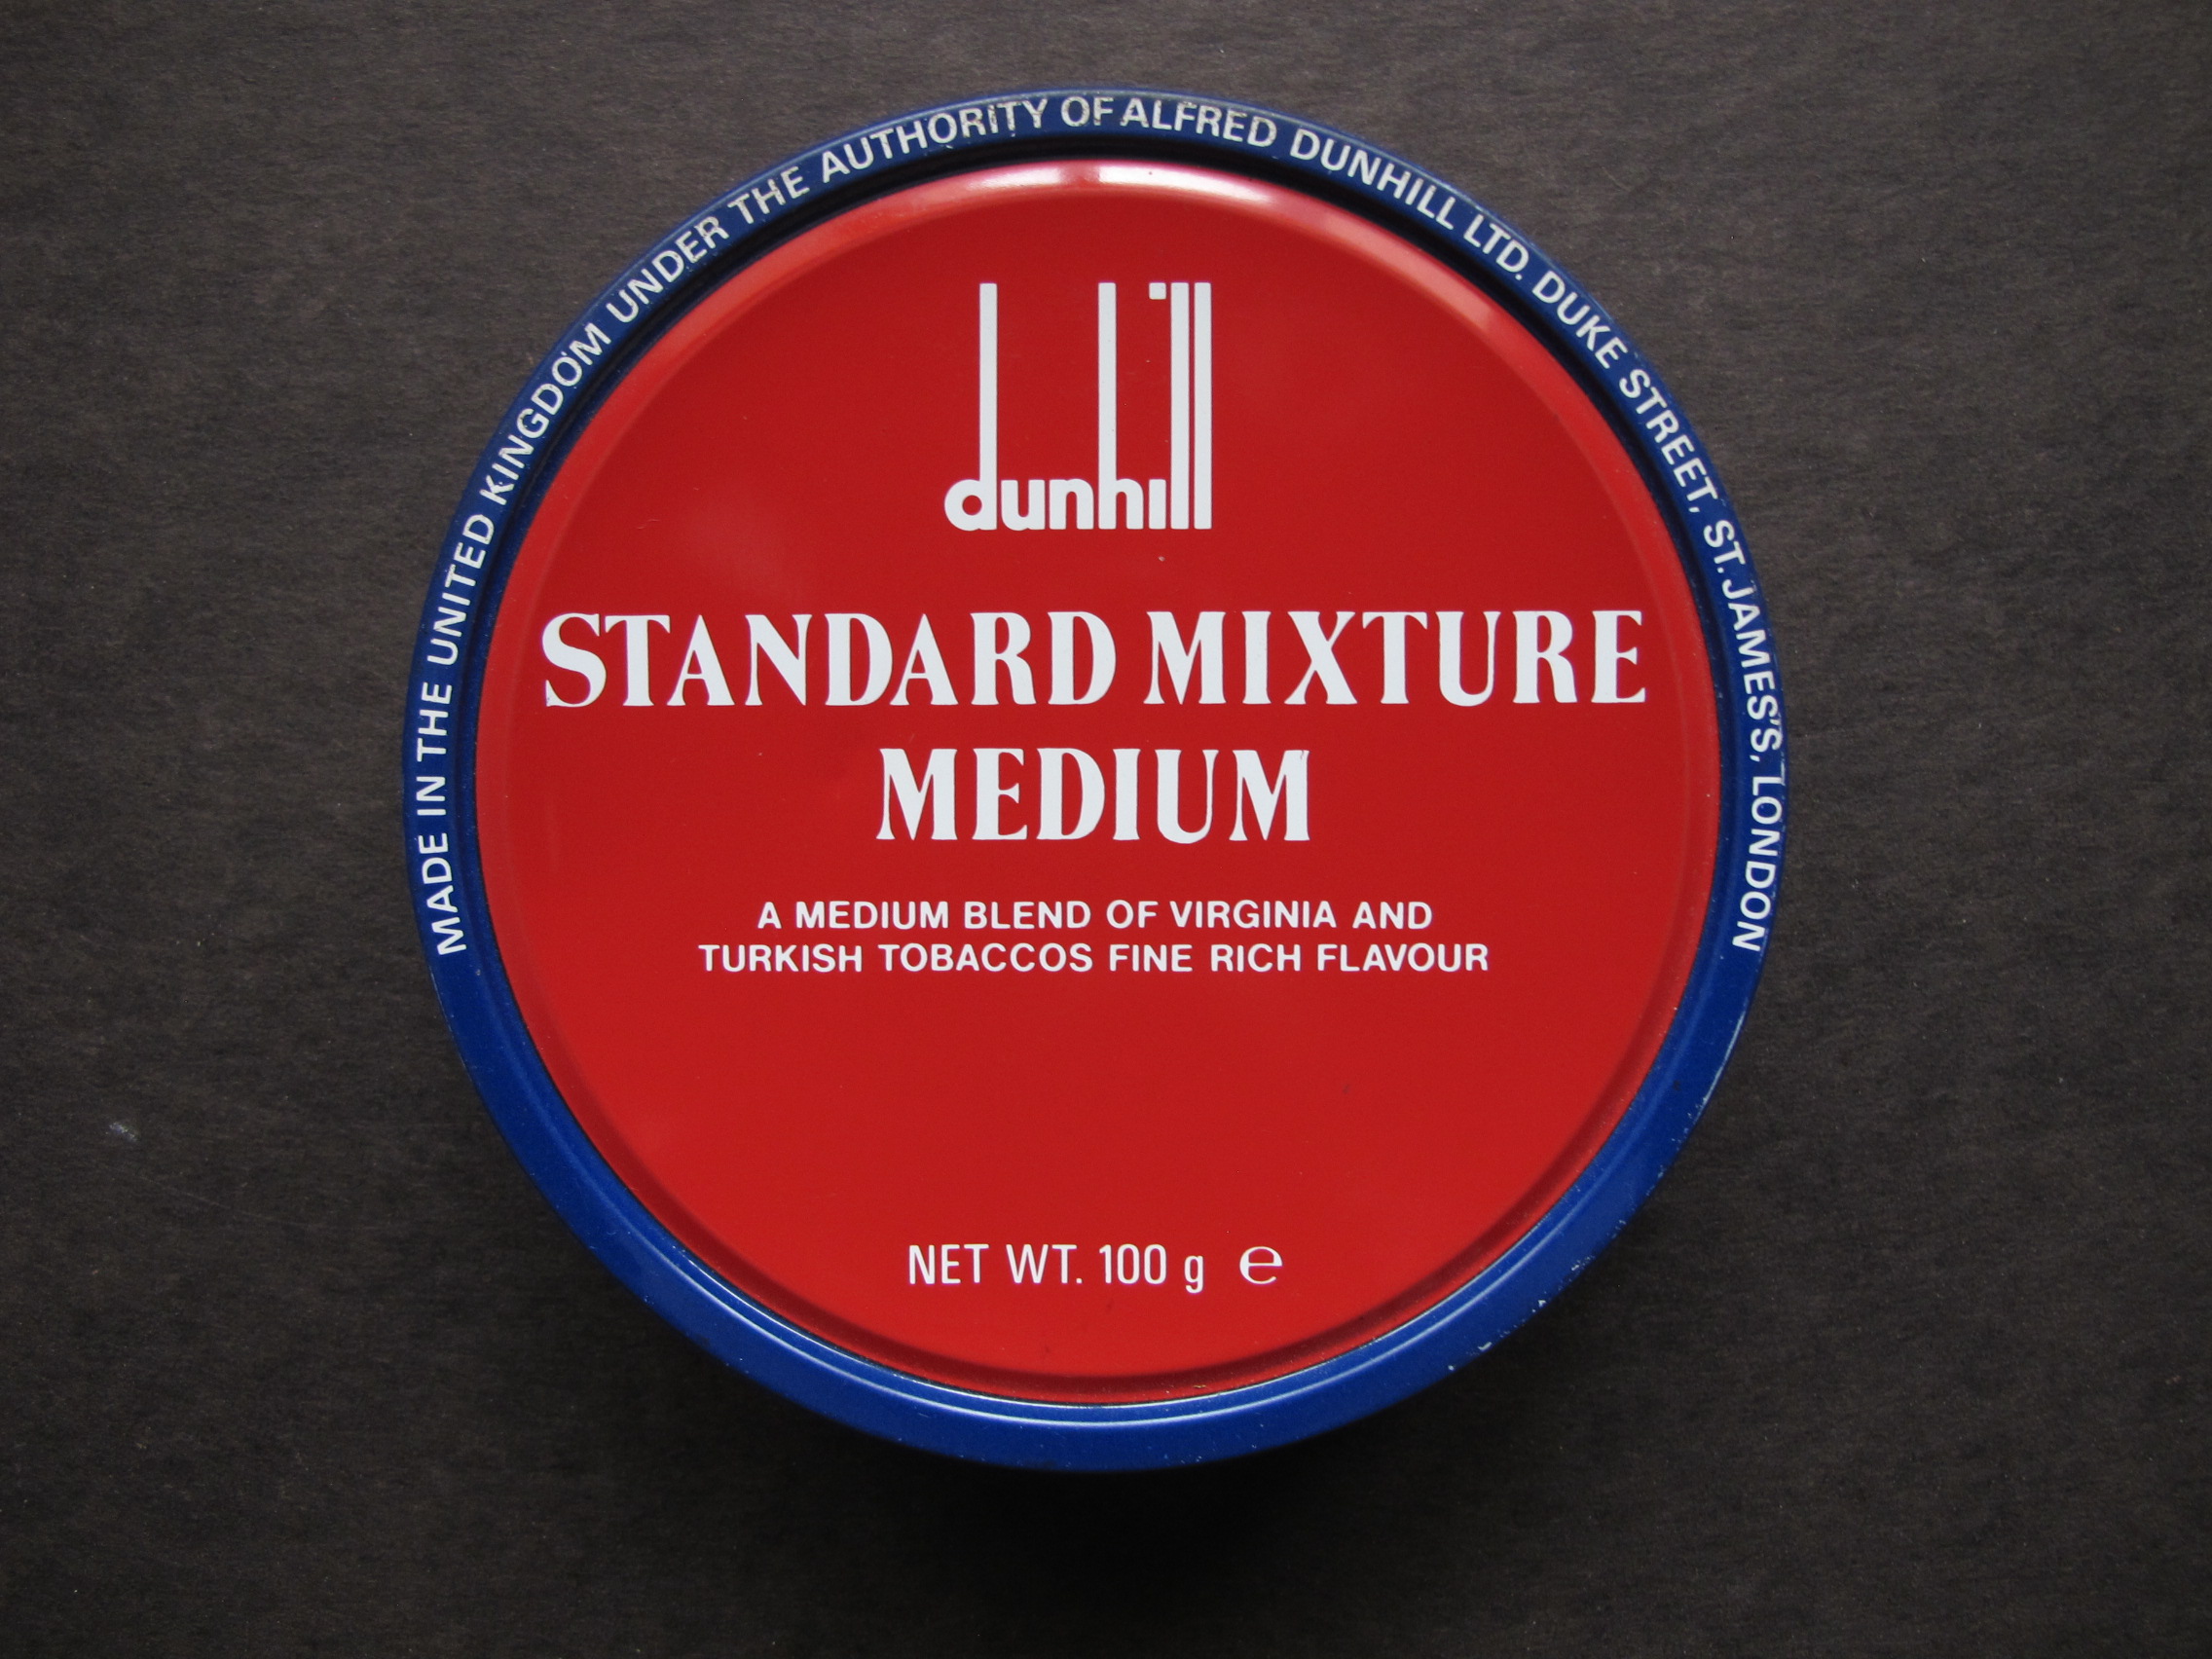 MADE IN THE UNITED KINGDOM UNDER THE AUTHORITY OF ALFRED DUNHILL LTD. DUKE STREET, ST. JAMES'S, LONDON
dunhill
STANDARD MIXTURE
MEDIUM
A MEDIUM BLEND OF VIRGINIA AND
TURKISH TOBACCOS FINE RICH FLAVOUR
NET WT. 100 g ℮